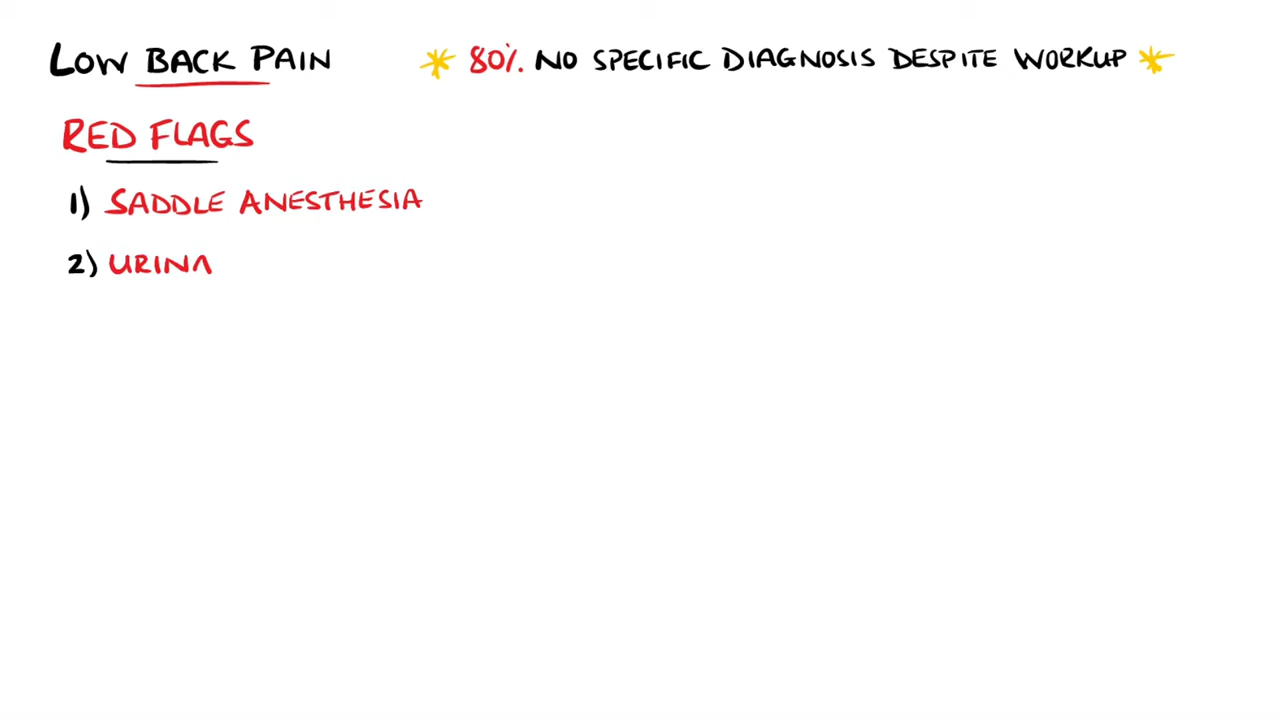 LOW BACK PAIN * 80% NO SPECIFIC DIAGNOSIS DESPITE WORKUP *
RED FLAGS
1) SADDLE ANESTHESIA
2) URINA